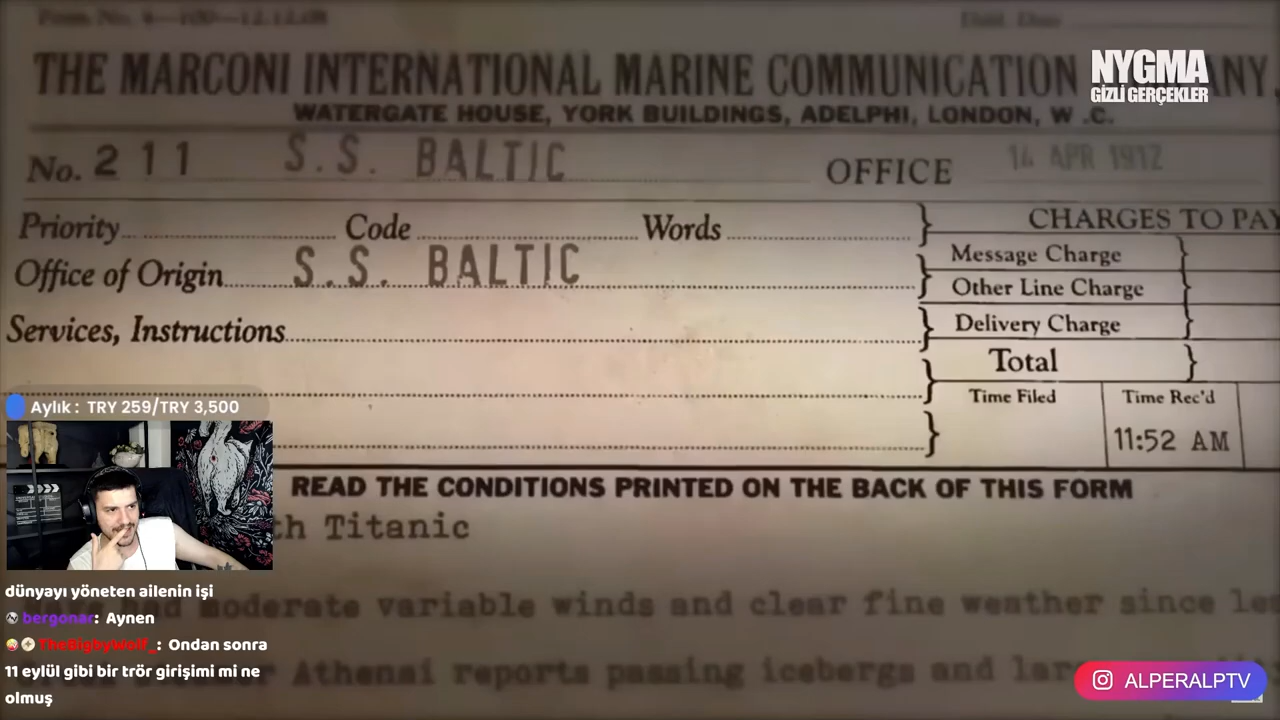 THE MARCONI INTERNATIONAL MARINE COMMUNICATION ANY.
NYGMA
GİZLİ GERÇEKLER
WATERGATE HOUSE, YORK BUILDINGS, ADELPHI, LONDON, W .C.
No. 211 S.S. BALTIC OFFICE 14 APR 1912
Priority Code Words CHARGES TO PAY
Office of Origin S.S. BALTIC Message Charge
Other Line Charge
Services, Instructions Delivery Charge
Total
Time Filed Time Rec'd
11:52 AM
READ THE CONDITIONS PRINTED ON THE BACK OF THIS FORM
th Titanic
moderate variable winds and clear fine weather since
Athenai reports passing icebergs and
Aylık : TRY 259/TRY 3,500
dünyayı yöneten ailenin işi
bergonar: Aynen
TheBigbyWolf_: Ondan sonra
11 eylül gibi bir trör girişimi mi ne
olmuş
ALPERALPTV